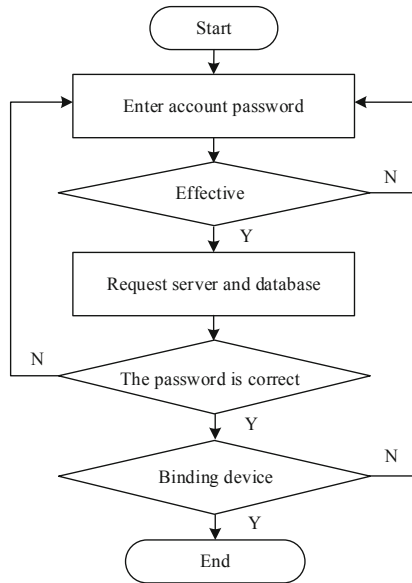 Start
Enter account password
Effective
N
Y
Request server and database
N
The password is correct
Y
Binding device
N
Y
End